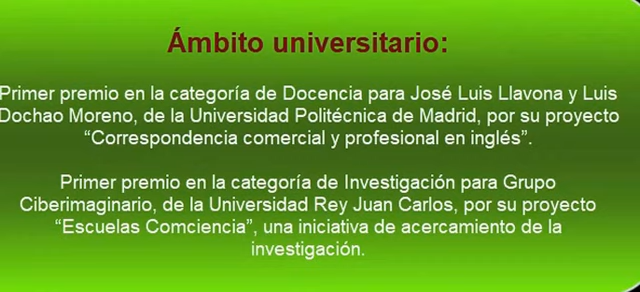 Ámbito universitario:
Primer premio en la categoría de Docencia para José Luis Llavona y Luis
Dochao Moreno, de la Universidad Politécnica de Madrid, por su proyecto
“Correspondencia comercial y profesional en inglés”.
Primer premio en la categoría de Investigación para Grupo
Ciberimaginario, de la Universidad Rey Juan Carlos, por su proyecto
“Escuelas Comciencia”, una iniciativa de acercamiento de la
investigación.